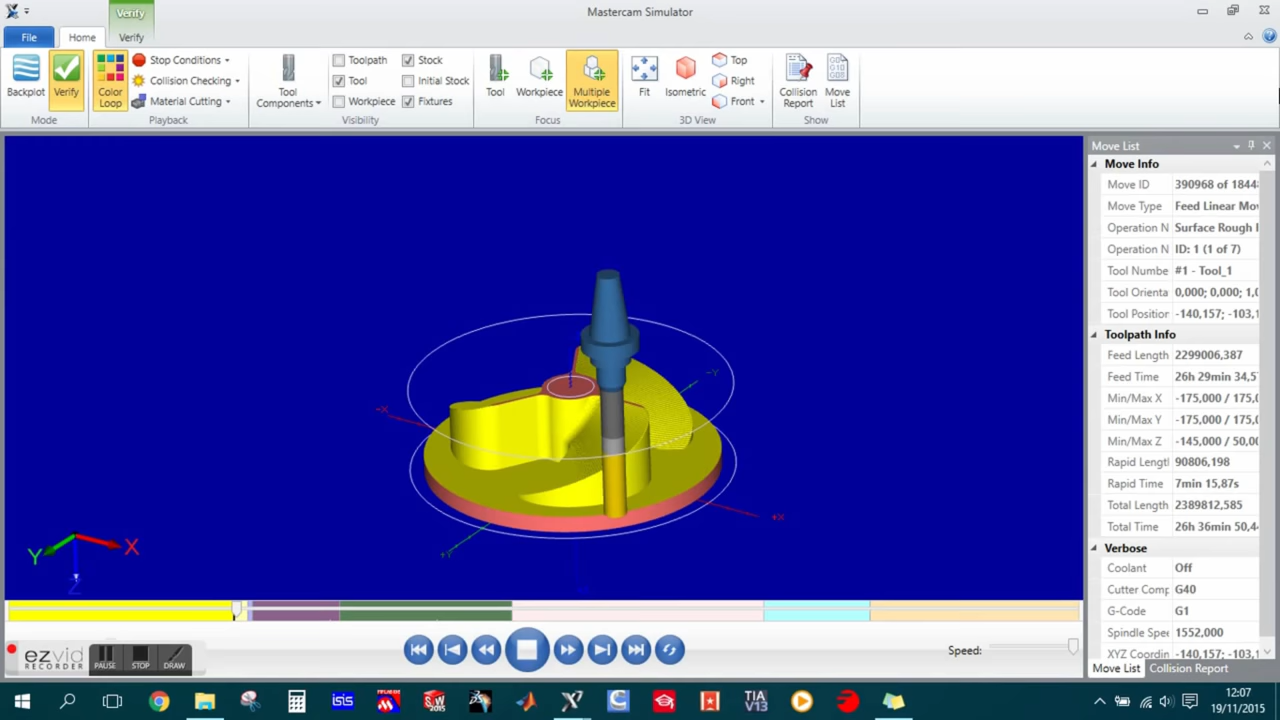 Verify
Mastercam Simulator
File
Home
Verify
Backplot
Verify
Mode
Color Loop
Stop Conditions
Collision Checking
Material Cutting
Playback
Tool Components
Toolpath
Tool
Workpiece
Stock
Initial Stock
Fixtures
Visibility
Tool
Workpiece
Multiple Workpiece
Focus
Fit
Isometric
Top
Right
Front
3D View
Collision Report
Move List
Show
Move List
Move Info
Move ID 390968 of 1844
Move Type Feed Linear Mo
Operation N Surface Rough
Operation N ID: 1 (1 of 7)
Tool Numbe #1 - Tool_1
Tool Orienta 0,000; 0,000; 1,0
Tool Position -140,157; -103,1
Toolpath Info
Feed Length 2299006,387
Feed Time 26h 29min 34,5
Min/Max X -175,000 / 175,0
Min/Max Y -175,000 / 175,0
Min/Max Z -145,000 / 50,00
Rapid Length 90806,198
Rapid Time 7min 15,87s
Total Length 2389812,585
Total Time 26h 36min 50,4
Verbose
Coolant Off
Cutter Comp G40
G-Code G1
Spindle Spee 1552,000
XYZ Coordin -140,157; -103,1
Move List
Collision Report
-X
-Y
+X
+Y
Y
X
Z
ezvid
RECORDER
PAUSE
STOP
DRAW
Speed:
isis
SW
2015
TIA
V13
12:07
19/11/2015